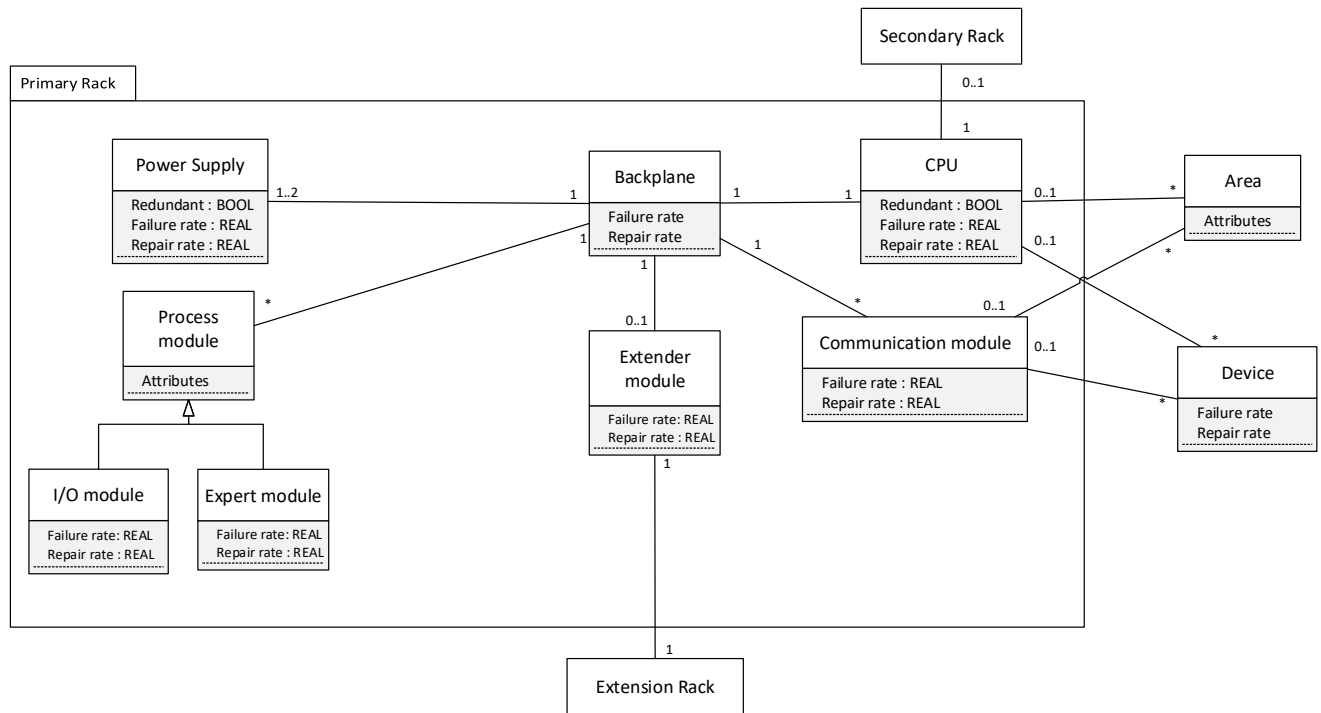 Secondary Rack
0..1
Primary Rack
1
Power Supply
Redundant : BOOL
Failure rate : REAL
Repair rate : REAL
1..2
1
Backplane
Failure rate
Repair rate
1
1
CPU
Redundant : BOOL
Failure rate : REAL
Repair rate : REAL
0..1
*
Area
Attributes
1
1
1
0..1
*
*
Process
module
Attributes
0..1
Extender
module
Failure rate: REAL
Repair rate : REAL
*
0..1
Communication module
Failure rate : REAL
Repair rate : REAL
0..1
*
*
Device
Failure rate
Repair rate
I/O module
Failure rate: REAL
Repair rate : REAL
Expert module
Failure rate: REAL
Repair rate : REAL
1
1
Extension Rack